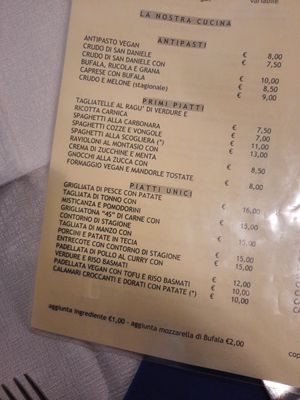 variabile
LA NOSTRA CUCINA
ANTIPASTI
ANTIPASTO VEGAN € 8,00
CRUDO DI SAN DANIELE € 7,50
CRUDO DI SAN DANIELE CON
BUFALA, RUCOLA E GRANA € 10,00
CAPRESE CON BUFALA € 8,50
CRUDO E MELONE (stagionale) € 9,00
PRIMI PIATTI
TAGLIATELLE AL RAGU' DI VERDURE E
RICOTTA CARNICA € 7,50
SPAGHETTI ALLA CARBONARA € 7,00
SPAGHETTI COZZE E VONGOLE € 11,00
SPAGHETTI ALLA SCOGLIERA (*) € 13,00
RAVIOLONI AL MONTASIO CON
CREMA DI ZUCCHINE E MENTA € 8,50
GNOCCHI ALLA ZUCCA CON
FORMAGGIO VEGAN E MANDORLE TOSTATE € 8,00
PIATTI UNICI
GRIGLIATA DI PESCE CON PATATE € 16,00
TAGLIATA DI TONNO CON
MISTICANZA E POMODORINI € 15,00
GRIGLIATONA "45" DI CARNE CON
CONTORNO DI STAGIONE € 15,00
TAGLIATA DI MANZO CON
PORCINI E PATATE IN TECIA € 15,00
ENTRECOTE CON CONTORNO DI STAGIONE € 15,00
PADELLATA DI POLLO AL CURRY CON
VERDURE E RISO BASMATI € 12,00
PADELLATA VEGAN CON TOFU E RISO BASMATI € 10,00
CALAMARI CROCCANTI E DORATI CON PATATE (*) € 10,00
aggiunta ingrediente €1,00 - aggiunta mozzarella di Bufala €2,00